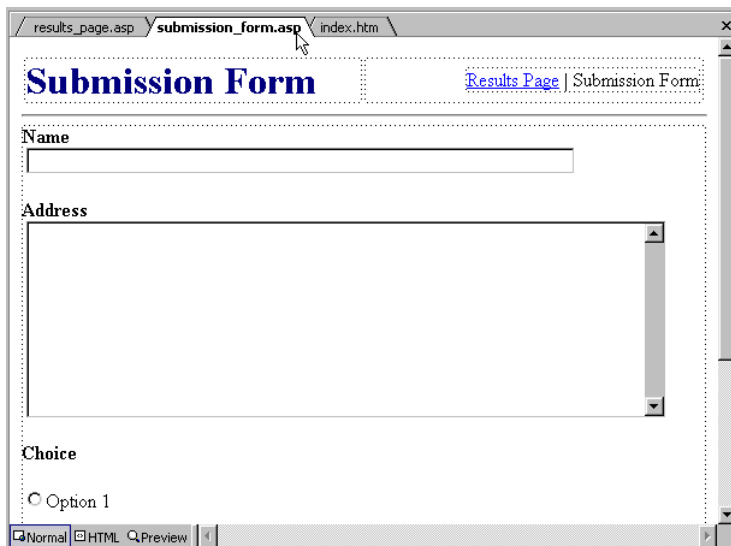 results_page.asp submission_form.asp index.htm
Submission Form
Results Page | Submission Form
Name
Address
Choice
Option 1
Normal HTML Preview